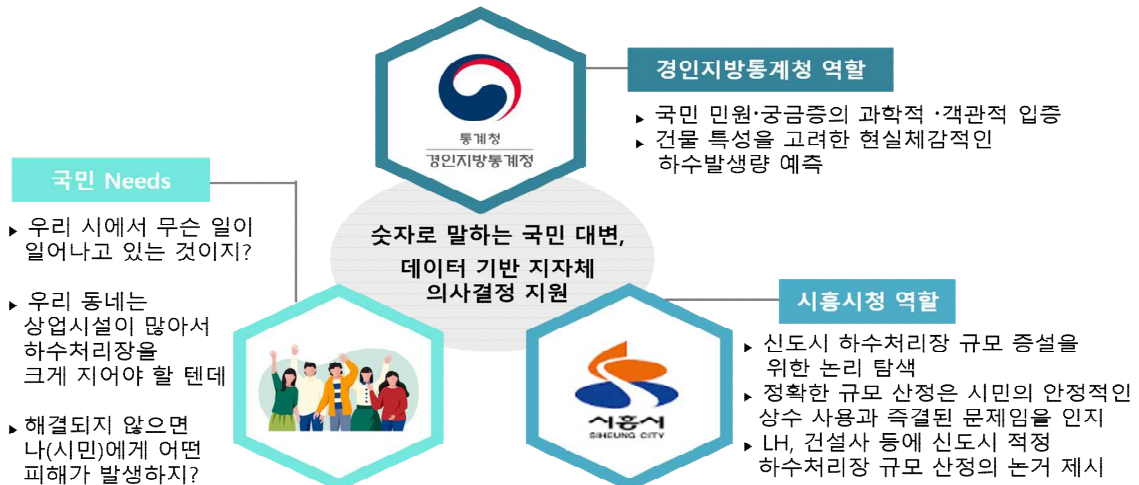 통계청
경인지방통계청
경인지방통계청 역할
▸ 국민 민원·궁금증의 과학적 ·객관적 입증
▸ 건물 특성을 고려한 현실체감적인
하수발생량 예측
국민 Needs
▸ 우리 시에서 무슨 일이
일어나고 있는 것이지?
▸ 우리 동네는
상업시설이 많아서
하수처리장을
크게 지어야 할 텐데
▸ 해결되지 않으면
나(시민)에게 어떤
피해가 발생하지?
숫자로 말하는 국민 대변,
데이터 기반 지자체
의사결정 지원
시흥시
SIHEUNG CITY
시흥시청 역할
▸ 신도시 하수처리장 규모 증설을
위한 논리 탐색
▸ 정확한 규모 산정은 시민의 안정적인
상수 사용과 즉결된 문제임을 인지
▸ LH, 건설사 등에 신도시 적정
하수처리장 규모 산정의 논거 제시